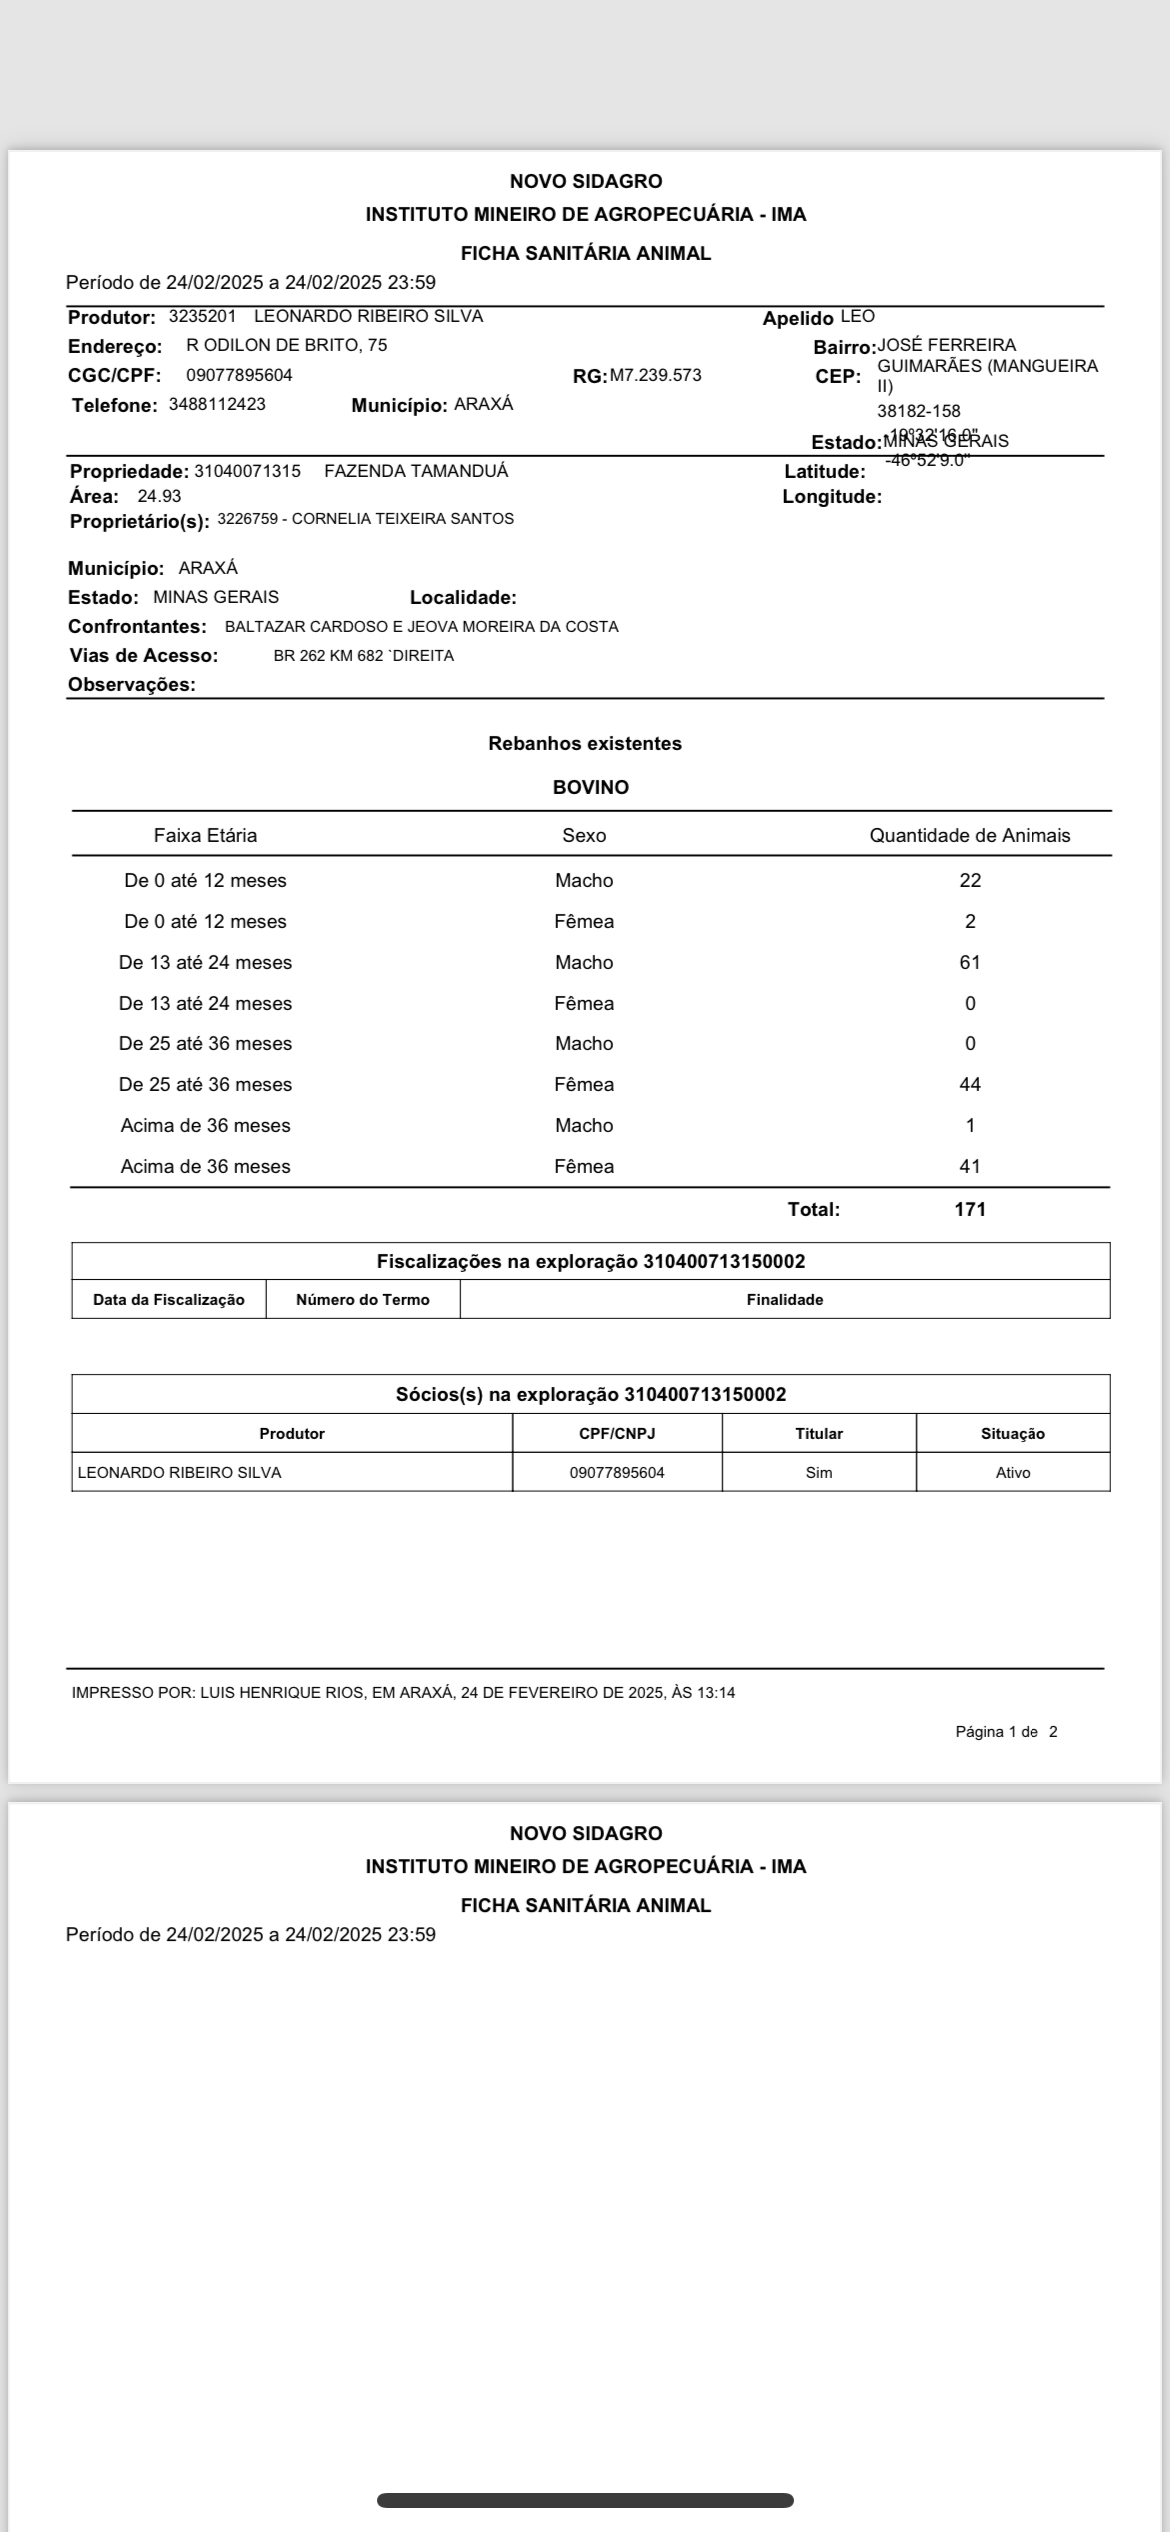 NOVO SIDAGRO
INSTITUTO MINEIRO DE AGROPECUÁRIA - IMA
FICHA SANITÁRIA ANIMAL
Período de 24/02/2025 a 24/02/2025 23:59
Produtor: 3235201 LEONARDO RIBEIRO SILVA Apelido LEO
Endereço: R ODILON DE BRITO, 75 Bairro: JOSÉ FERREIRA
GUIMARÃES (MANGUEIRA
II)
CGC/CPF: 09077895604 RG: M7.239.573 CEP:
38182-158
Telefone: 3488112423 Município: ARAXÁ
-19°32'16.0"
Estado: MINAS GERAIS
-46°52'9.0"
Propriedade: 31040071315 FAZENDA TAMANDUÁ Latitude:
Área: 24.93 Longitude:
Proprietário(s): 3226759 - CORNELIA TEIXEIRA SANTOS
Município: ARAXÁ
Estado: MINAS GERAIS Localidade:
Confrontantes: BALTAZAR CARDOSO E JEOVA MOREIRA DA COSTA
Vias de Acesso: BR 262 KM 682 `DIREITA
Observações:
Rebanhos existentes
BOVINO
Faixa Etária Sexo Quantidade de Animais
De 0 até 12 meses Macho 22
De 0 até 12 meses Fêmea 2
De 13 até 24 meses Macho 61
De 13 até 24 meses Fêmea 0
De 25 até 36 meses Macho 0
De 25 até 36 meses Fêmea 44
Acima de 36 meses Macho 1
Acima de 36 meses Fêmea 41
Total: 171
Fiscalizações na exploração 310400713150002
Data da Fiscalização Número do Termo Finalidade
Sócios(s) na exploração 310400713150002
Produtor CPF/CNPJ Titular Situação
LEONARDO RIBEIRO SILVA 09077895604 Sim Ativo
IMPRESSO POR: LUIS HENRIQUE RIOS, EM ARAXÁ, 24 DE FEVEREIRO DE 2025, ÀS 13:14
Página 1 de 2
NOVO SIDAGRO
INSTITUTO MINEIRO DE AGROPECUÁRIA - IMA
FICHA SANITÁRIA ANIMAL
Período de 24/02/2025 a 24/02/2025 23:59